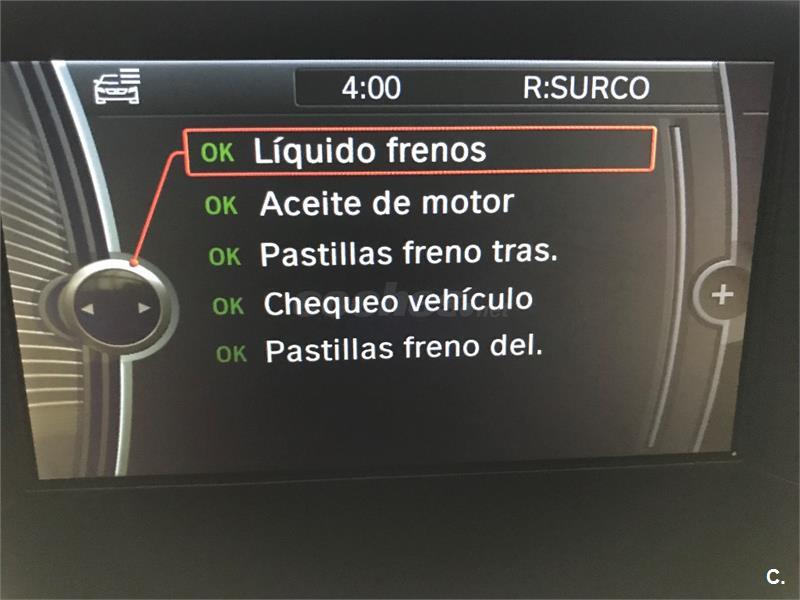 4:00 R:SURCO
OK Líquido frenos
OK Aceite de motor
OK Pastillas freno tras.
OK Chequeo vehículo
OK Pastillas freno del.
C.